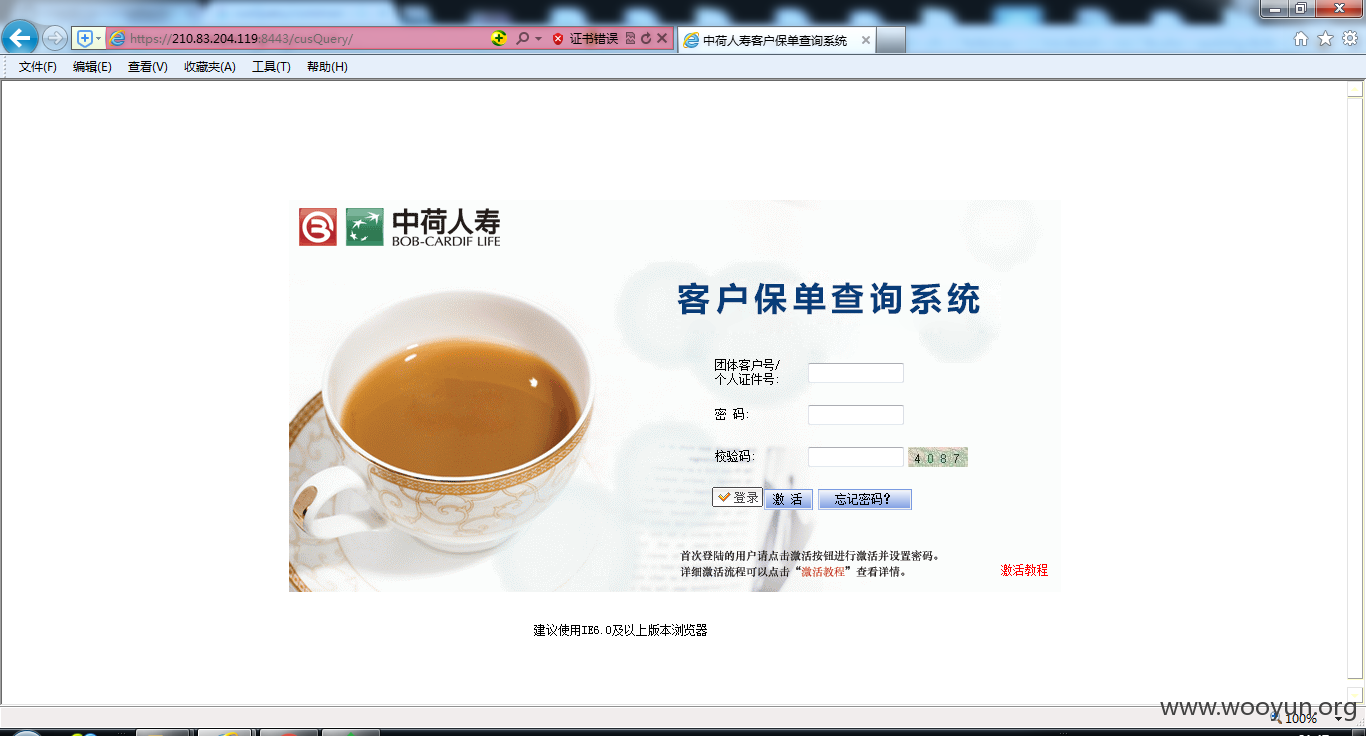 https://210.83.204.119:8443/cusQuery/
证书错误
中荷人寿客户保单查询系统
文件(F) 编辑(E) 查看(V) 收藏夹(A) 工具(T) 帮助(H)
中荷人寿
BOB-CARDIF LIFE
客户保单查询系统
团体客户号/
个人证件号:
密 码:
校验码:
4087
登录 激 活 忘记密码?
首次登陆的用户请点击激活按钮进行激活并设置密码。
详细激活流程可以点击“激活教程”查看详情。
激活教程
建议使用IE6.0及以上版本浏览器
www.wooyun.org
100%